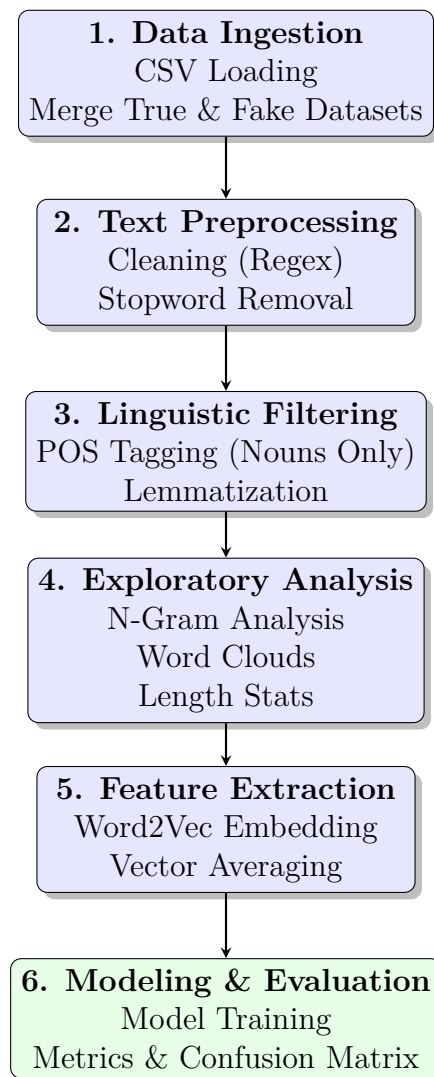 1. Data Ingestion
CSV Loading
Merge True & Fake Datasets
2. Text Preprocessing
Cleaning (Regex)
Stopword Removal
3. Linguistic Filtering
POS Tagging (Nouns Only)
Lemmatization
4. Exploratory Analysis
N-Gram Analysis
Word Clouds
Length Stats
5. Feature Extraction
Word2Vec Embedding
Vector Averaging
6. Modeling & Evaluation
Model Training
Metrics & Confusion Matrix